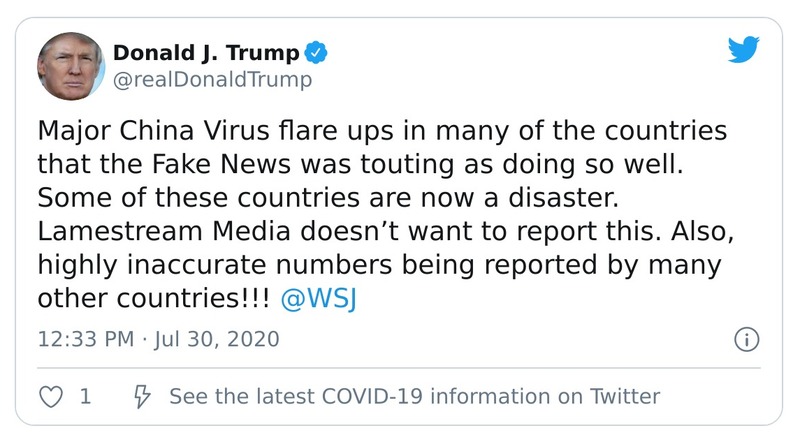 Donald J. Trump
@realDonaldTrump
Major China Virus flare ups in many of the countries
that the Fake News was touting as doing so well.
Some of these countries are now a disaster.
Lamestream Media doesn’t want to report this. Also,
highly inaccurate numbers being reported by many
other countries!!! @WSJ
12:33 PM · Jul 30, 2020
1
See the latest COVID-19 information on Twitter